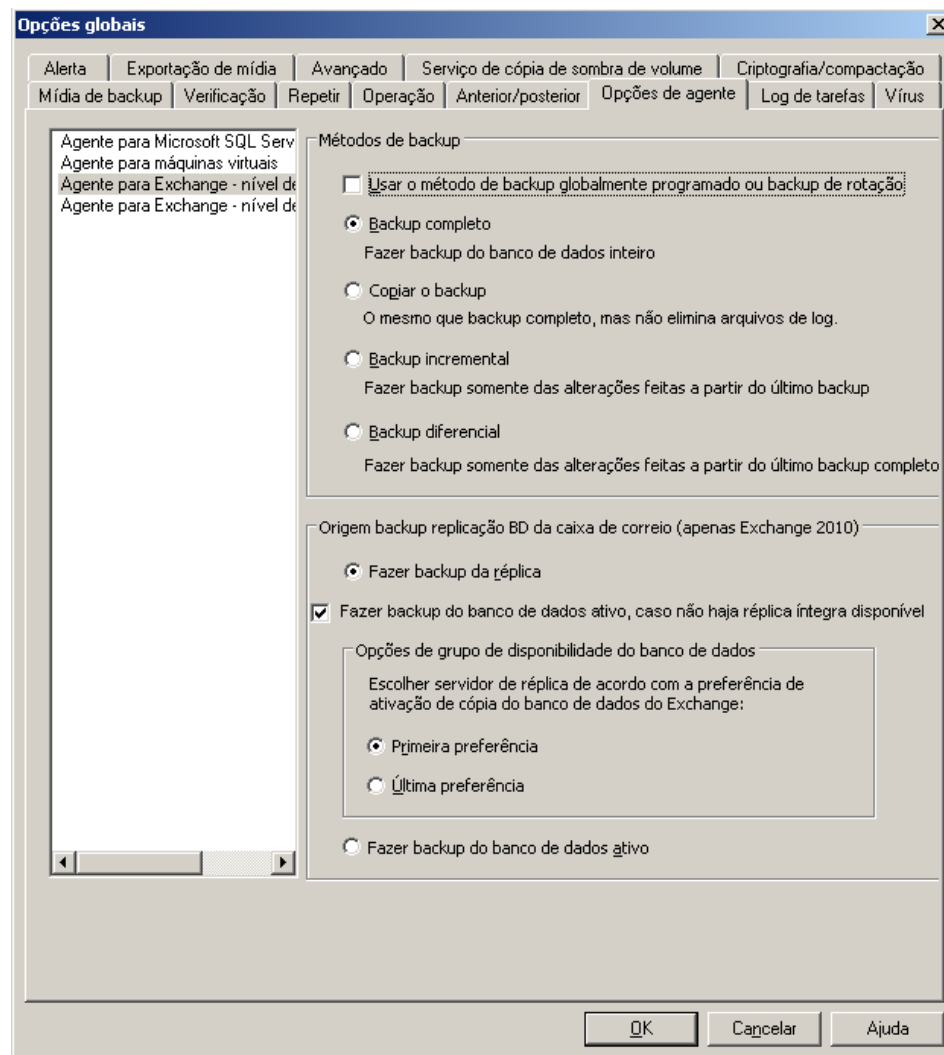 Opções globais
Alerta Exportação de mídia Avançado Serviço de cópia de sombra de volume Criptografia/compactação
Mídia de backup Verificação Repetir Operação Anterior/posterior Opções de agente Log de tarefas Vírus
Agente para Microsoft SQL Serv
Agente para máquinas virtuais
Agente para Exchange - nível de
Agente para Exchange - nível de
Métodos de backup
Usar o método de backup globalmente programado ou backup de rotação
Backup completo
Fazer backup do banco de dados inteiro
Copiar o backup
O mesmo que backup completo, mas não elimina arquivos de log.
Backup incremental
Fazer backup somente das alterações feitas a partir do último backup
Backup diferencial
Fazer backup somente das alterações feitas a partir do último backup completo
Origem backup replicação BD da caixa de correio (apenas Exchange 2010)
Fazer backup da réplica
Fazer backup do banco de dados ativo, caso não haja réplica íntegra disponível
Opções de grupo de disponibilidade do banco de dados
Escolher servidor de réplica de acordo com a preferência de
ativação de cópia do banco de dados do Exchange:
Primeira preferência
Última preferência
Fazer backup do banco de dados ativo
OK Cancelar Ajuda